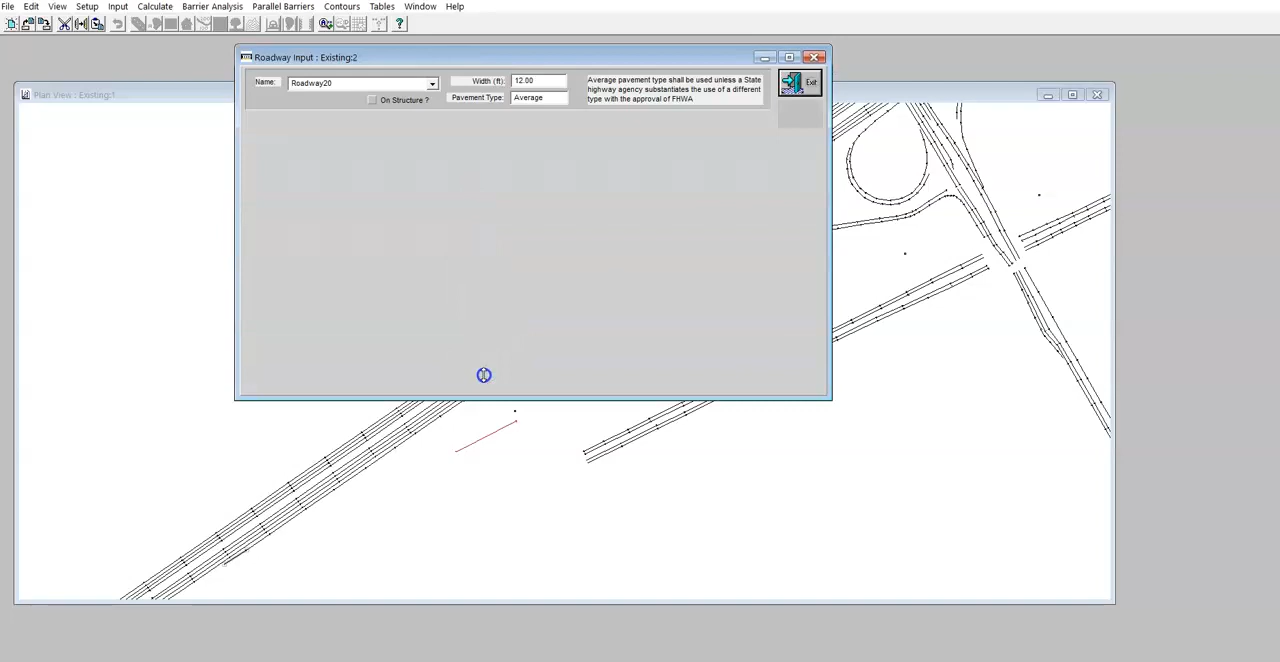 File Edit View Setup Input Calculate Barrier Analysis Parallel Barriers Contours Tables Window Help
Roadway Input : Existing:2
Name: Roadway20 Width (ft): 12.00
On Structure ? Pavement Type: Average
Average pavement type shall be used unless a State
highway agency substantiates the use of a different
type with the approval of FHWA
Exit
Plan View : Existing:1